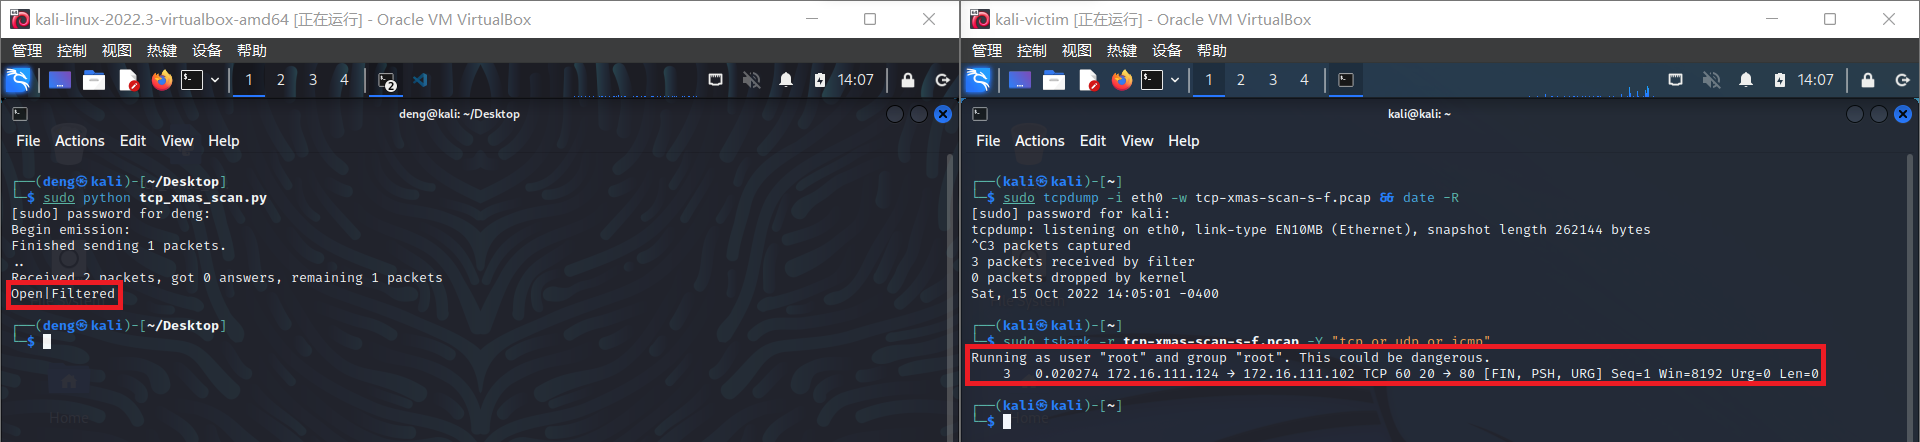 kali-linux-2022.3-virtualbox-amd64 [正在运行] - Oracle VM VirtualBox
管理 控制 视图 热键 设备 帮助
1 2 3 4 2 14:07
deng@kali: ~/Desktop
File Actions Edit View Help
┌──(deng㉿kali)-[~/Desktop]
└─$ sudo python tcp_xmas_scan.py
[sudo] password for deng:
Begin emission:
Finished sending 1 packets.
..
Received 2 packets, got 0 answers, remaining 1 packets
Open|Filtered
┌──(deng㉿kali)-[~/Desktop]
└─$
Home
kali-victim [正在运行] - Oracle VM VirtualBox
管理 控制 视图 热键 设备 帮助
1 2 3 4 14:07
kali@kali: ~
File Actions Edit View Help
┌──(kali㉿kali)-[~]
└─$ sudo tcpdump -i eth0 -w tcp-xmas-scan-s-f.pcap && date -R
[sudo] password for kali:
tcpdump: listening on eth0, link-type EN10MB (Ethernet), snapshot length 262144 bytes
^C3 packets captured
3 packets received by filter
0 packets dropped by kernel
Sat, 15 Oct 2022 14:05:01 -0400
┌──(kali㉿kali)-[~]
└─$ sudo tshark -r tcp-xmas-scan-s-f.pcap -Y "tcp or udp or icmp"
Running as user "root" and group "root". This could be dangerous.
3 0.020274 172.16.111.124 → 172.16.111.102 TCP 60 20 → 80 [FIN, PSH, URG] Seq=1 Win=8192 Urg=0 Len=0
┌──(kali㉿kali)-[~]
└─$